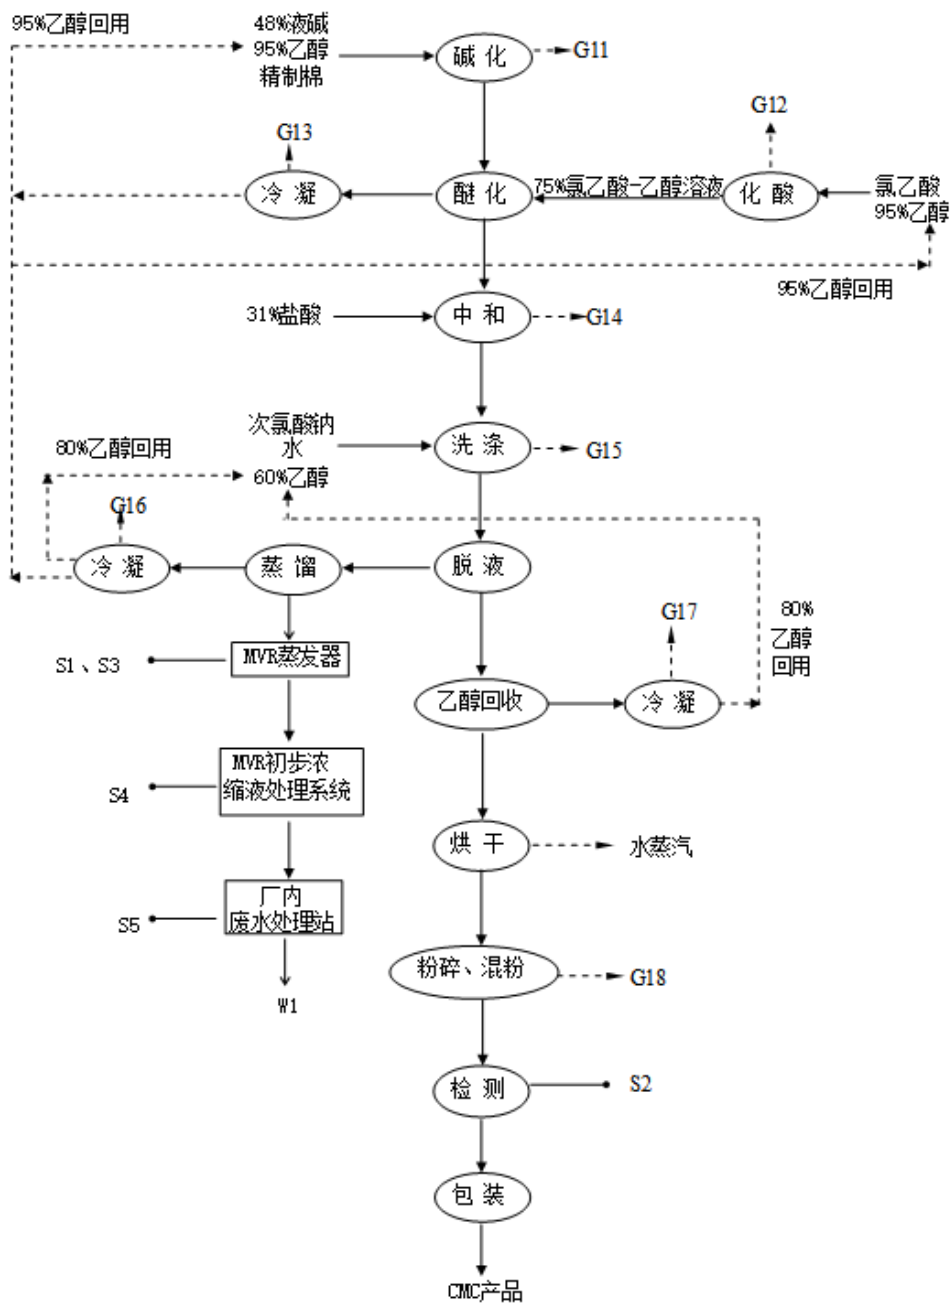 95%乙醇回用
48%液碱
95%乙醇
精制棉
碱化
G11
G12
G13
冷凝
醚化
75%氯乙酸-乙醇溶液
化酸
氯乙酸
95%乙醇
95%乙醇回用
31%盐酸
中和
G14
次氯酸钠
水
60%乙醇
80%乙醇回用
洗涤
G15
G16
冷凝
蒸馏
脱液
G17
80%
乙醇
回用
S1、S3
MVR蒸发器
乙醇回收
冷凝
S4
MVR初步浓
缩液处理系统
烘干
水蒸汽
S5
厂内
废水处理站
粉碎、混粉
G18
W1
检测
S2
包装
CMC产品